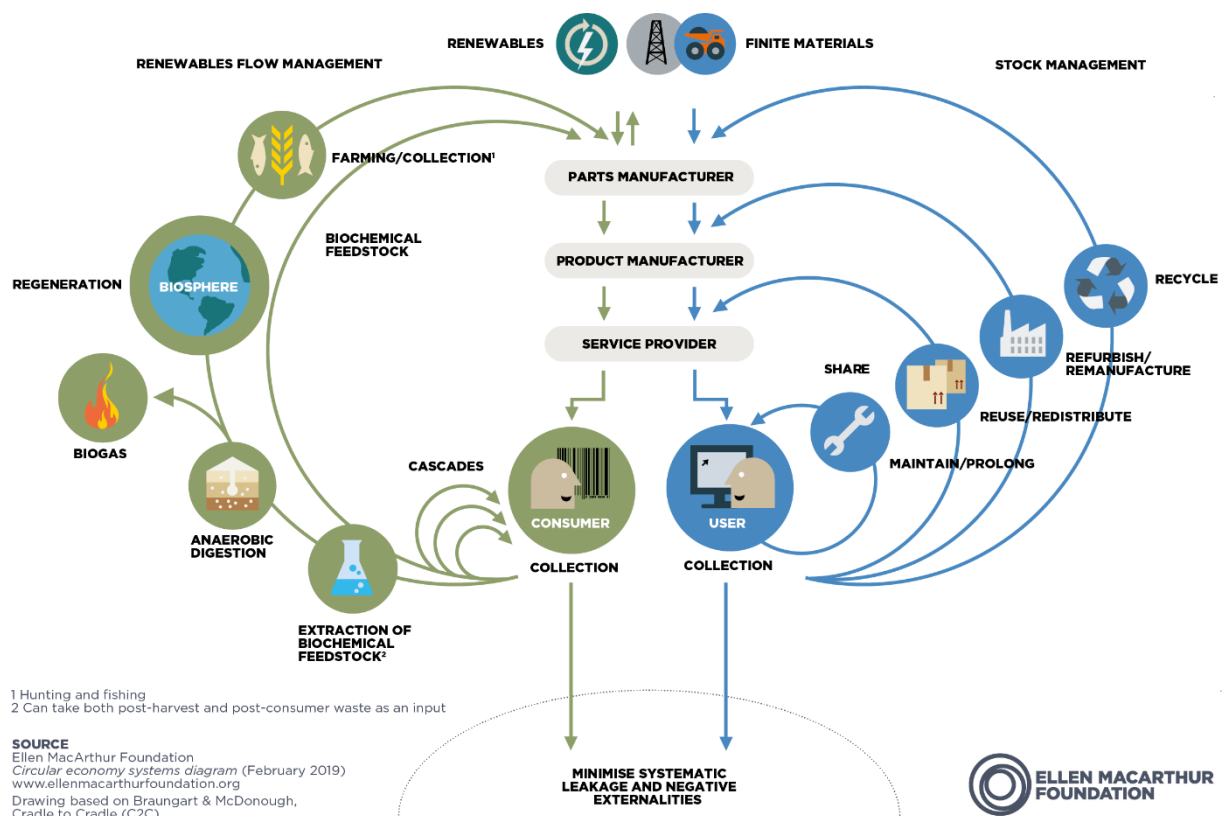 RENEWABLES
FINITE MATERIALS
RENEWABLES FLOW MANAGEMENT
STOCK MANAGEMENT
FARMING/COLLECTION¹
PARTS MANUFACTURER
BIOCHEMICAL
FEEDSTOCK
PRODUCT MANUFACTURER
REGENERATION
BIOSPHERE
RECYCLE
SERVICE PROVIDER
SHARE
REFURBISH/
REMANUFACTURE
REUSE/REDISTRIBUTE
BIOGAS
CASCADES
MAINTAIN/PROLONG
CONSUMER
USER
ANAEROBIC
DIGESTION
COLLECTION
COLLECTION
EXTRACTION OF
BIOCHEMICAL
FEEDSTOCK²
1 Hunting and fishing
2 Can take both post-harvest and post-consumer waste as an input
SOURCE
Ellen MacArthur Foundation
Circular economy systems diagram (February 2019)
www.ellenmacarthurfoundation.org
Drawing based on Braungart & McDonough,
Cradle to Cradle (C2C)
MINIMISE SYSTEMATIC
LEAKAGE AND NEGATIVE
EXTERNALITIES
ELLEN MACARTHUR
FOUNDATION